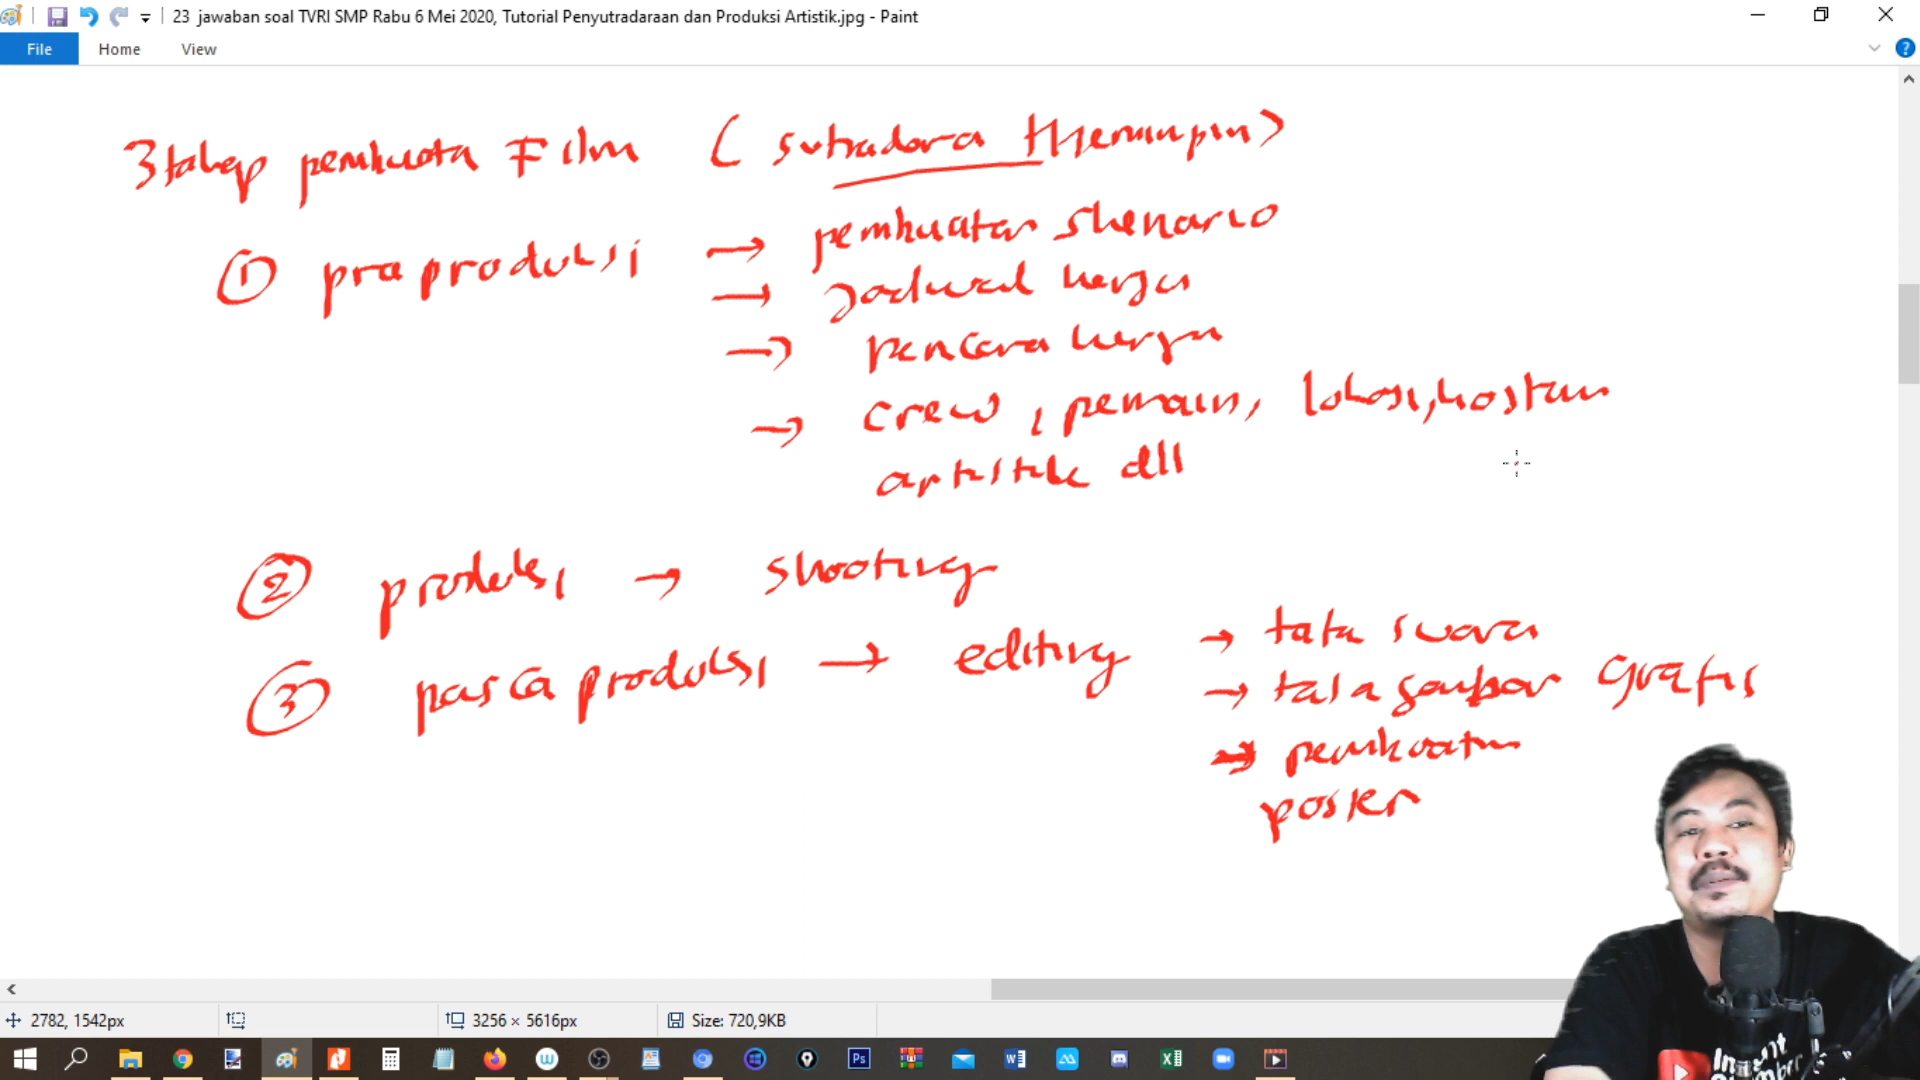 23 jawaban soal TVRI SMP Rabu 6 Mei 2020, Tutorial Penyutradaraan dan Produksi Artistik.jpg - Paint
File Home View
3 tahap pembuata Film (sutradara Memimpin)
1 pra produksi → pembuatan skenario
→ Jadwal kerja
→ rencana kerja
→ crew, pemain, lokasi, kostum
artistik dll
2 produksi → shooting
3 pasca produksi → editing → tata suara
→ tata gambar Grafis
→ pembuatan
poster
2782, 1542px 3256 × 5616px Size: 720,9KB